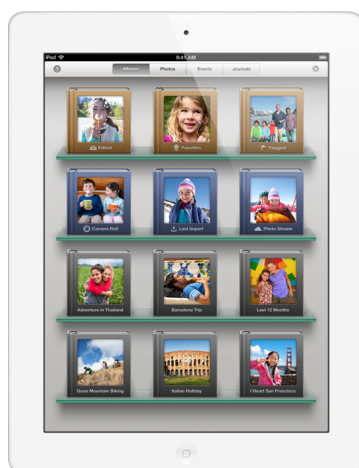 iPad 9:41 AM
Albums Photos Events Journals
Edited Favorites Flagged
Camera Roll Last Import Photo Stream
Adventure in Thailand Barcelona Trip Last 12 Months
Gone Mountain Biking Italian Holiday I Heart San Francisco